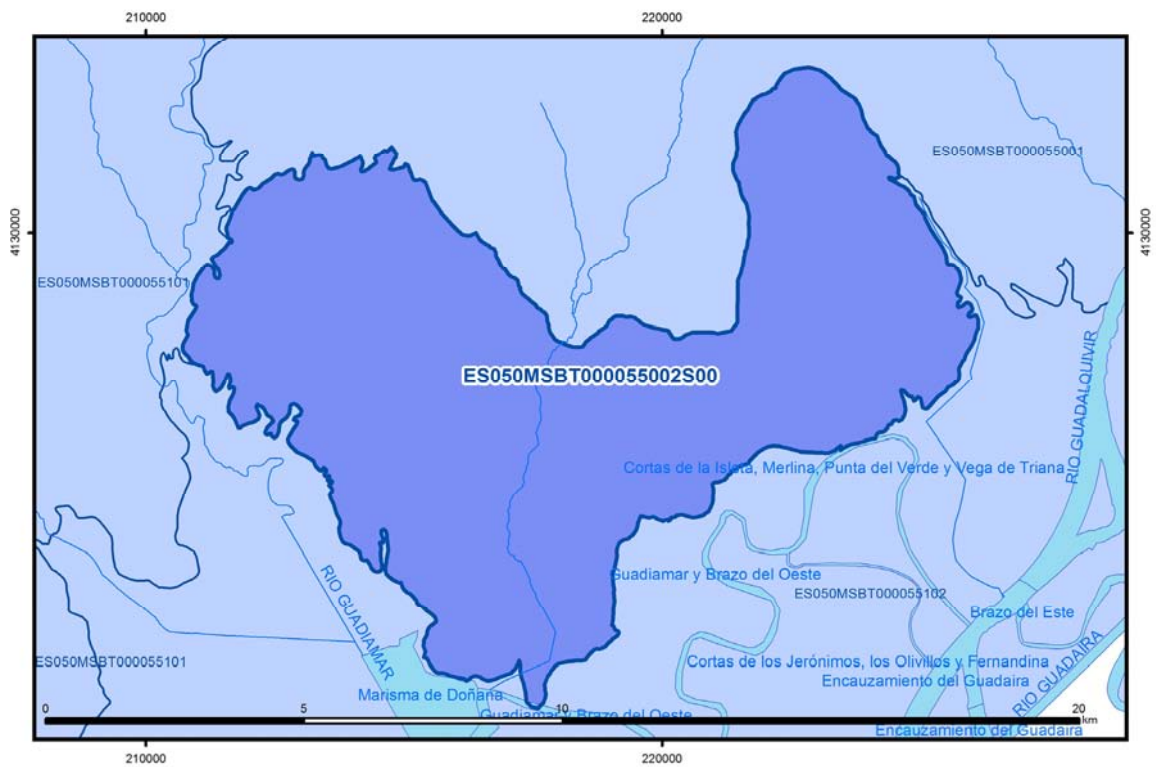 210000
220000
ES050MSBT000055001
4130000
4130000
ES050MSBT000055101
ES050MSBT000055002S00
RIO GUADALQUIVIR
Cortas de la Isleta, Merlina, Punta del Verde y Vega de Triana
RIO GUADIAMAR
Guadiamar y Brazo del Oeste
ES050MSBT000055102
Brazo del Este
ES050MSBT000055101
Cortas de los Jerónimos, los Olivillos y Fernandina
RIO GUADAIRA
Encauzamiento del Guadaira
Marisma de Doñana
Guadiamar y Brazo del Oeste
0
5
10
20
km
Encauzamiento del Guadaira
210000
220000